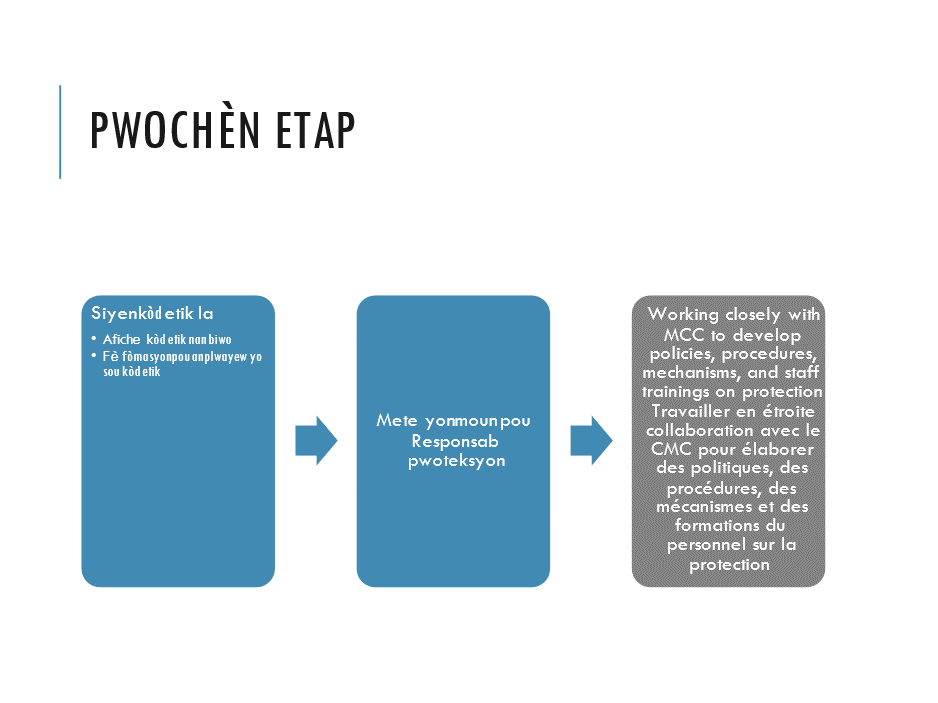 PWOCHÈN ETAP
Siyenkòd etik la
• Afiche kòd etik nan biwo
• Fè fòmasyon pou anplwayew yo
sou kòd etik
Mete yon moun pou
Responsab
pwoteksyon
Working closely with
MCC to develop
policies, procedures,
mechanisms, and staff
trainings on protection
Travailler en étroite
collaboration avec le
CMC pour élaborer
des politiques, des
procédures, des
mécanismes et des
formations du
personnel sur la
protection